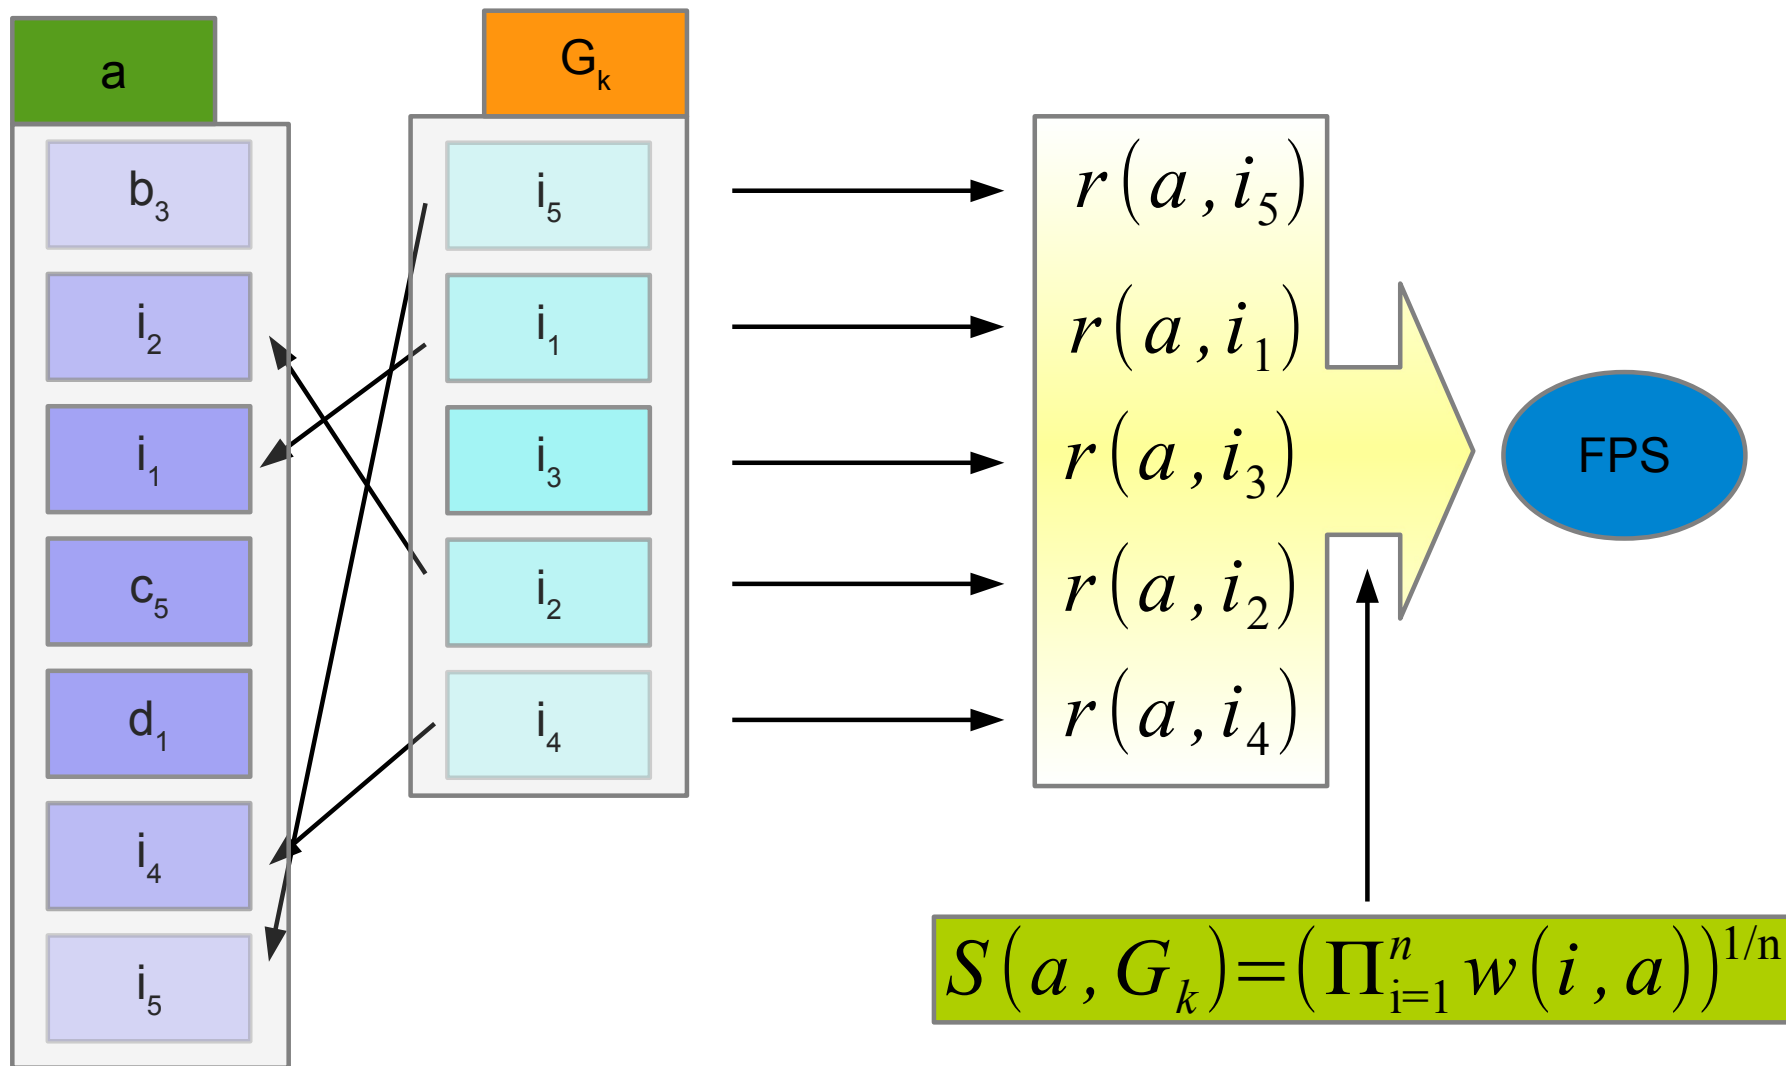 a
b₃
i₂
i₁
c₅
d₁
i₄
i₅
Gₖ
i₅
i₁
i₃
i₂
i₄
r(a,i₅)
r(a,i₁)
r(a,i₃)
r(a,i₂)
r(a,i₄)
FPS
S(a,Gₖ)=(Πⁿᵢ₌₁ w(i,a))^1/n